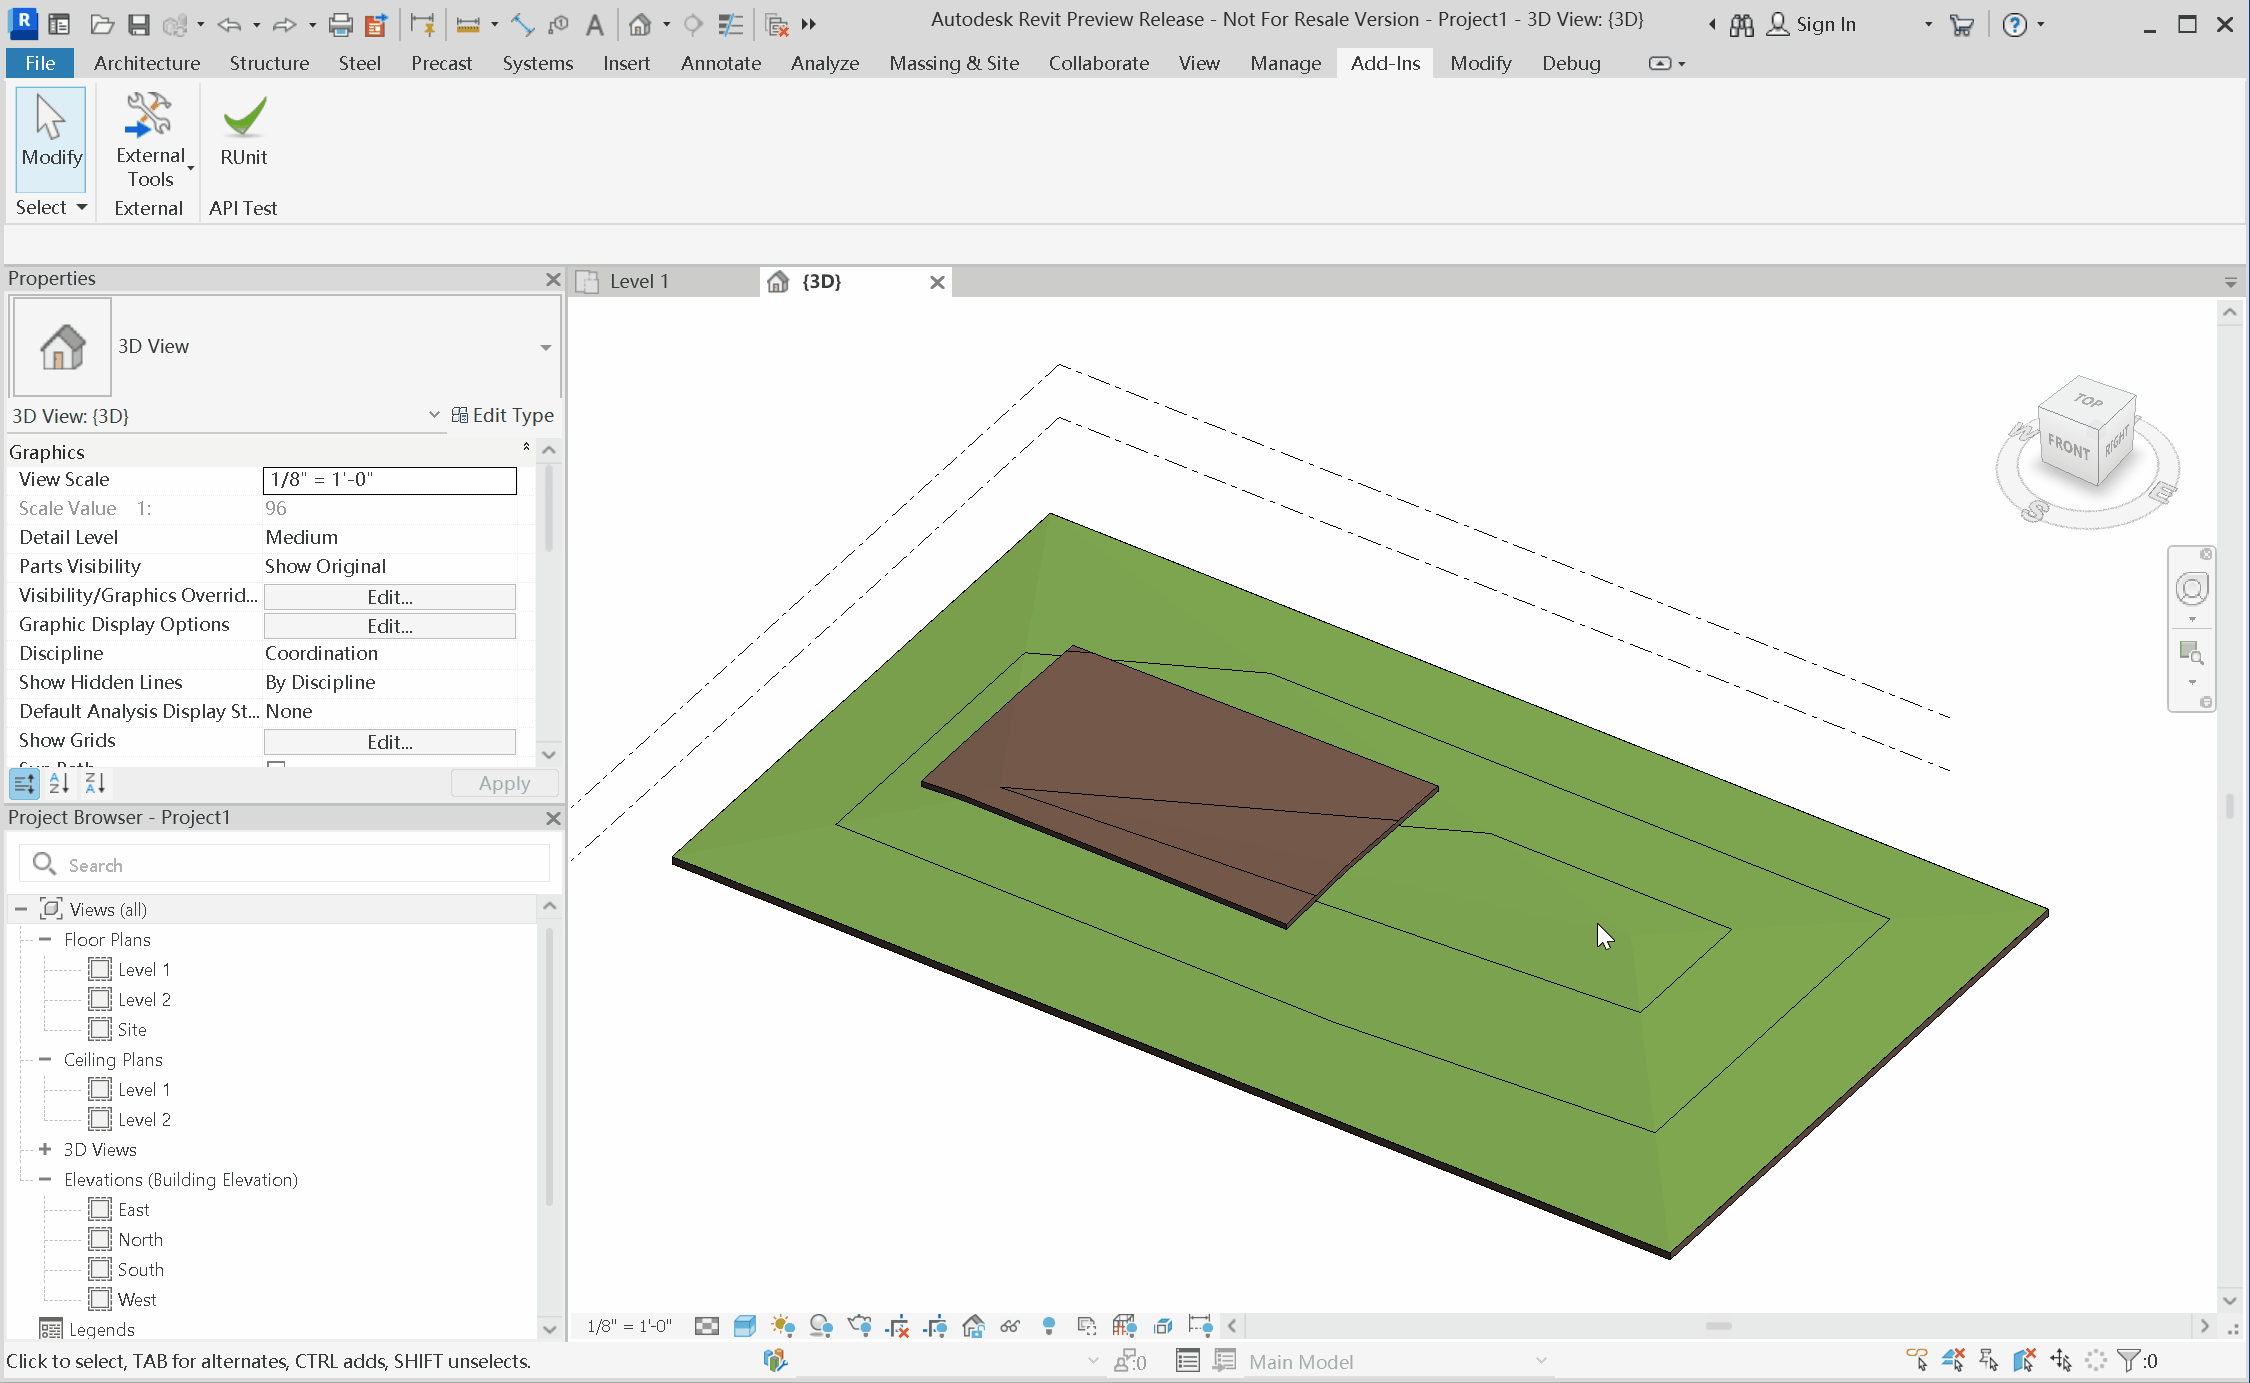 Autodesk Revit Preview Release - Not For Resale Version - Project1 - 3D View: {3D}
Sign In
File Architecture Structure Steel Precast Systems Insert Annotate Analyze Massing & Site Collaborate View Manage Add-Ins Modify Debug
Modify
External
Tools
RUnit
Select
External
API Test
Properties
Level 1
{3D}
3D View
3D View: {3D}
Edit Type
Graphics
View Scale 1/8" = 1'-0"
Scale Value 1: 96
Detail Level Medium
Parts Visibility Show Original
Visibility/Graphics Overrid... Edit...
Graphic Display Options Edit...
Discipline Coordination
Show Hidden Lines By Discipline
Default Analysis Display St... None
Show Grids Edit...
Apply
TOP
FRONT
RIGHT
W
S
E
Project Browser - Project1
Search
Views (all)
Floor Plans
Level 1
Level 2
Site
Ceiling Plans
Level 1
Level 2
3D Views
Elevations (Building Elevation)
East
North
South
West
Legends
1/8" = 1'-0"
Click to select, TAB for alternates, CTRL adds, SHIFT unselects.
:0
Main Model
:0